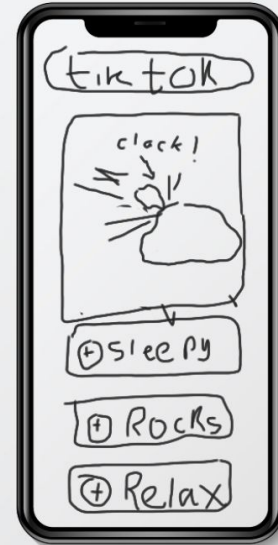 tiktok
clack!
⊕ Sleepy
⊕ Rocks
⊕ Relax